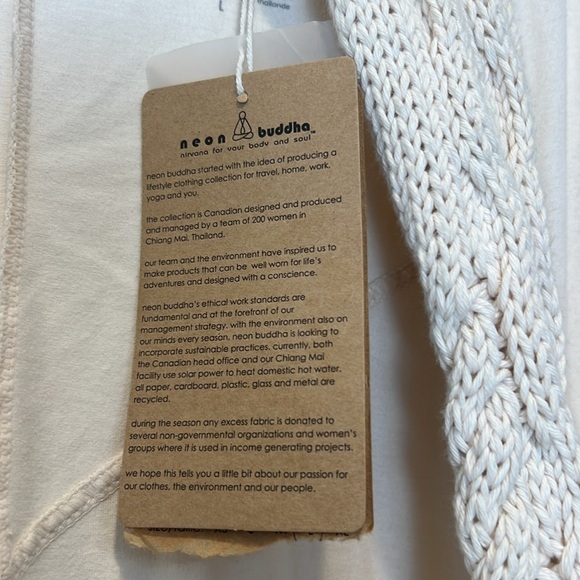 thailande
neon buddha™
nirvana for your body and soul
neon buddha started with the idea of producing a
lifestyle clothing collection for travel, home, work,
yoga and you.
the collection is Canadian designed and produced
and managed by a team of 200 women in
Chiang Mai, Thailand.
our team and the environment have inspired us to
make products that can be well worn for life's
adventures and designed with a conscience.
neon buddha's ethical work standards are
fundamental and at the forefront of our
management strategy. with the environment also on
our minds every season, neon buddha is looking to
incorporate sustainable practices. currently, both
the Canadian head office and our Chiang Mai
facility use solar power to heat domestic hot water.
all paper, cardboard, plastic, glass and metal are
recycled.
during the season any excess fabric is donated to
several non-governmental organizations and women's
groups where it is used in income generating projects.
we hope this tells you a little bit about our passion for
our clothes, the environment and our people.